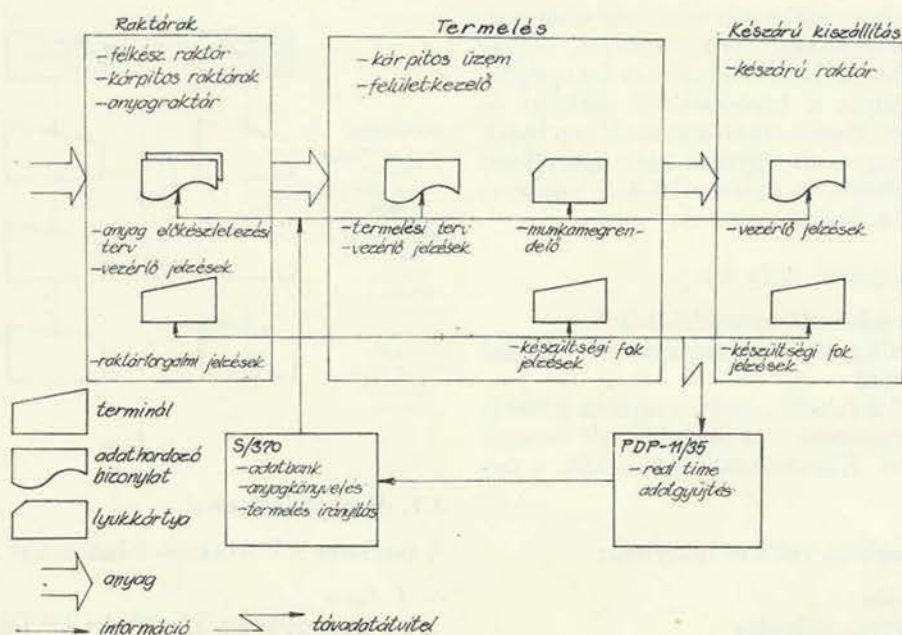 Raktárak
-félkész raktár
-kárpitos raktárak
-anyagraktár
-anyag előkészletezési
terv
-vezérlő jelzések
-raktárforgalmi jelzések
Termelés
-kárpitos üzem
-felületkezelő
-termelési terv
-vezérlő jelzések
-munkamegren-
delő
-készültségi fok
jelzések
Készárú kiszállítás
-készárú raktár
-vezérlő jelzések
-készültségi fok
jelzések
terminál
adathordozó
bizonylat
lyukkártya
anyag
információ
távadatátvitel
S/370
-adatbank
-anyagkönyvelés
-termelés irányítás
PDP-11/35
-real time
adatgyűjtés